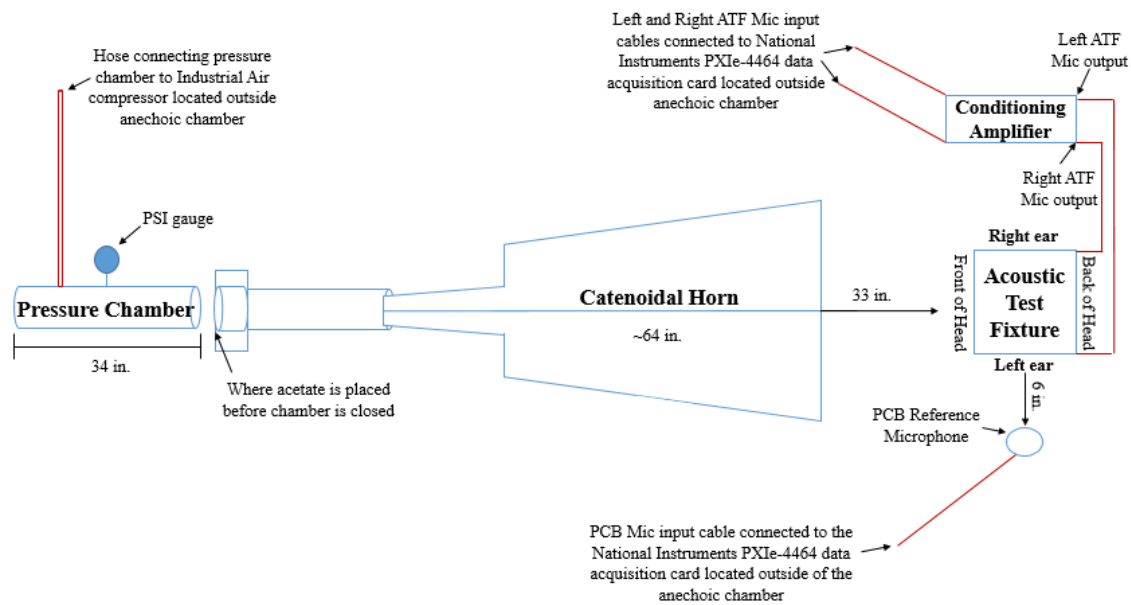 Hose connecting pressure
chamber to Industrial Air
compressor located outside
anechoic chamber
PSI gauge
Pressure Chamber
34 in.
Where acetate is placed
before chamber is closed
Catenoidal Horn
~64 in.
33 in.
Left and Right ATF Mic input
cables connected to National
Instruments PXIe-4464 data
acquisition card located outside
anechoic chamber
Left ATF
Mic output
Conditioning
Amplifier
Right ATF
Mic output
Right ear
Front of Head
Acoustic
Test
Fixture
Back of Head
Left ear
6 in.
PCB Reference
Microphone
PCB Mic input cable connected to the
National Instruments PXIe-4464 data
acquisition card located outside of the
anechoic chamber